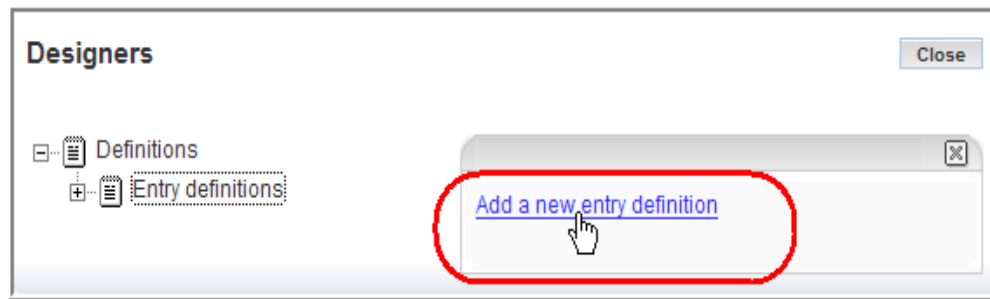 Designers
Close
Definitions
Entry definitions
Add a new entry definition